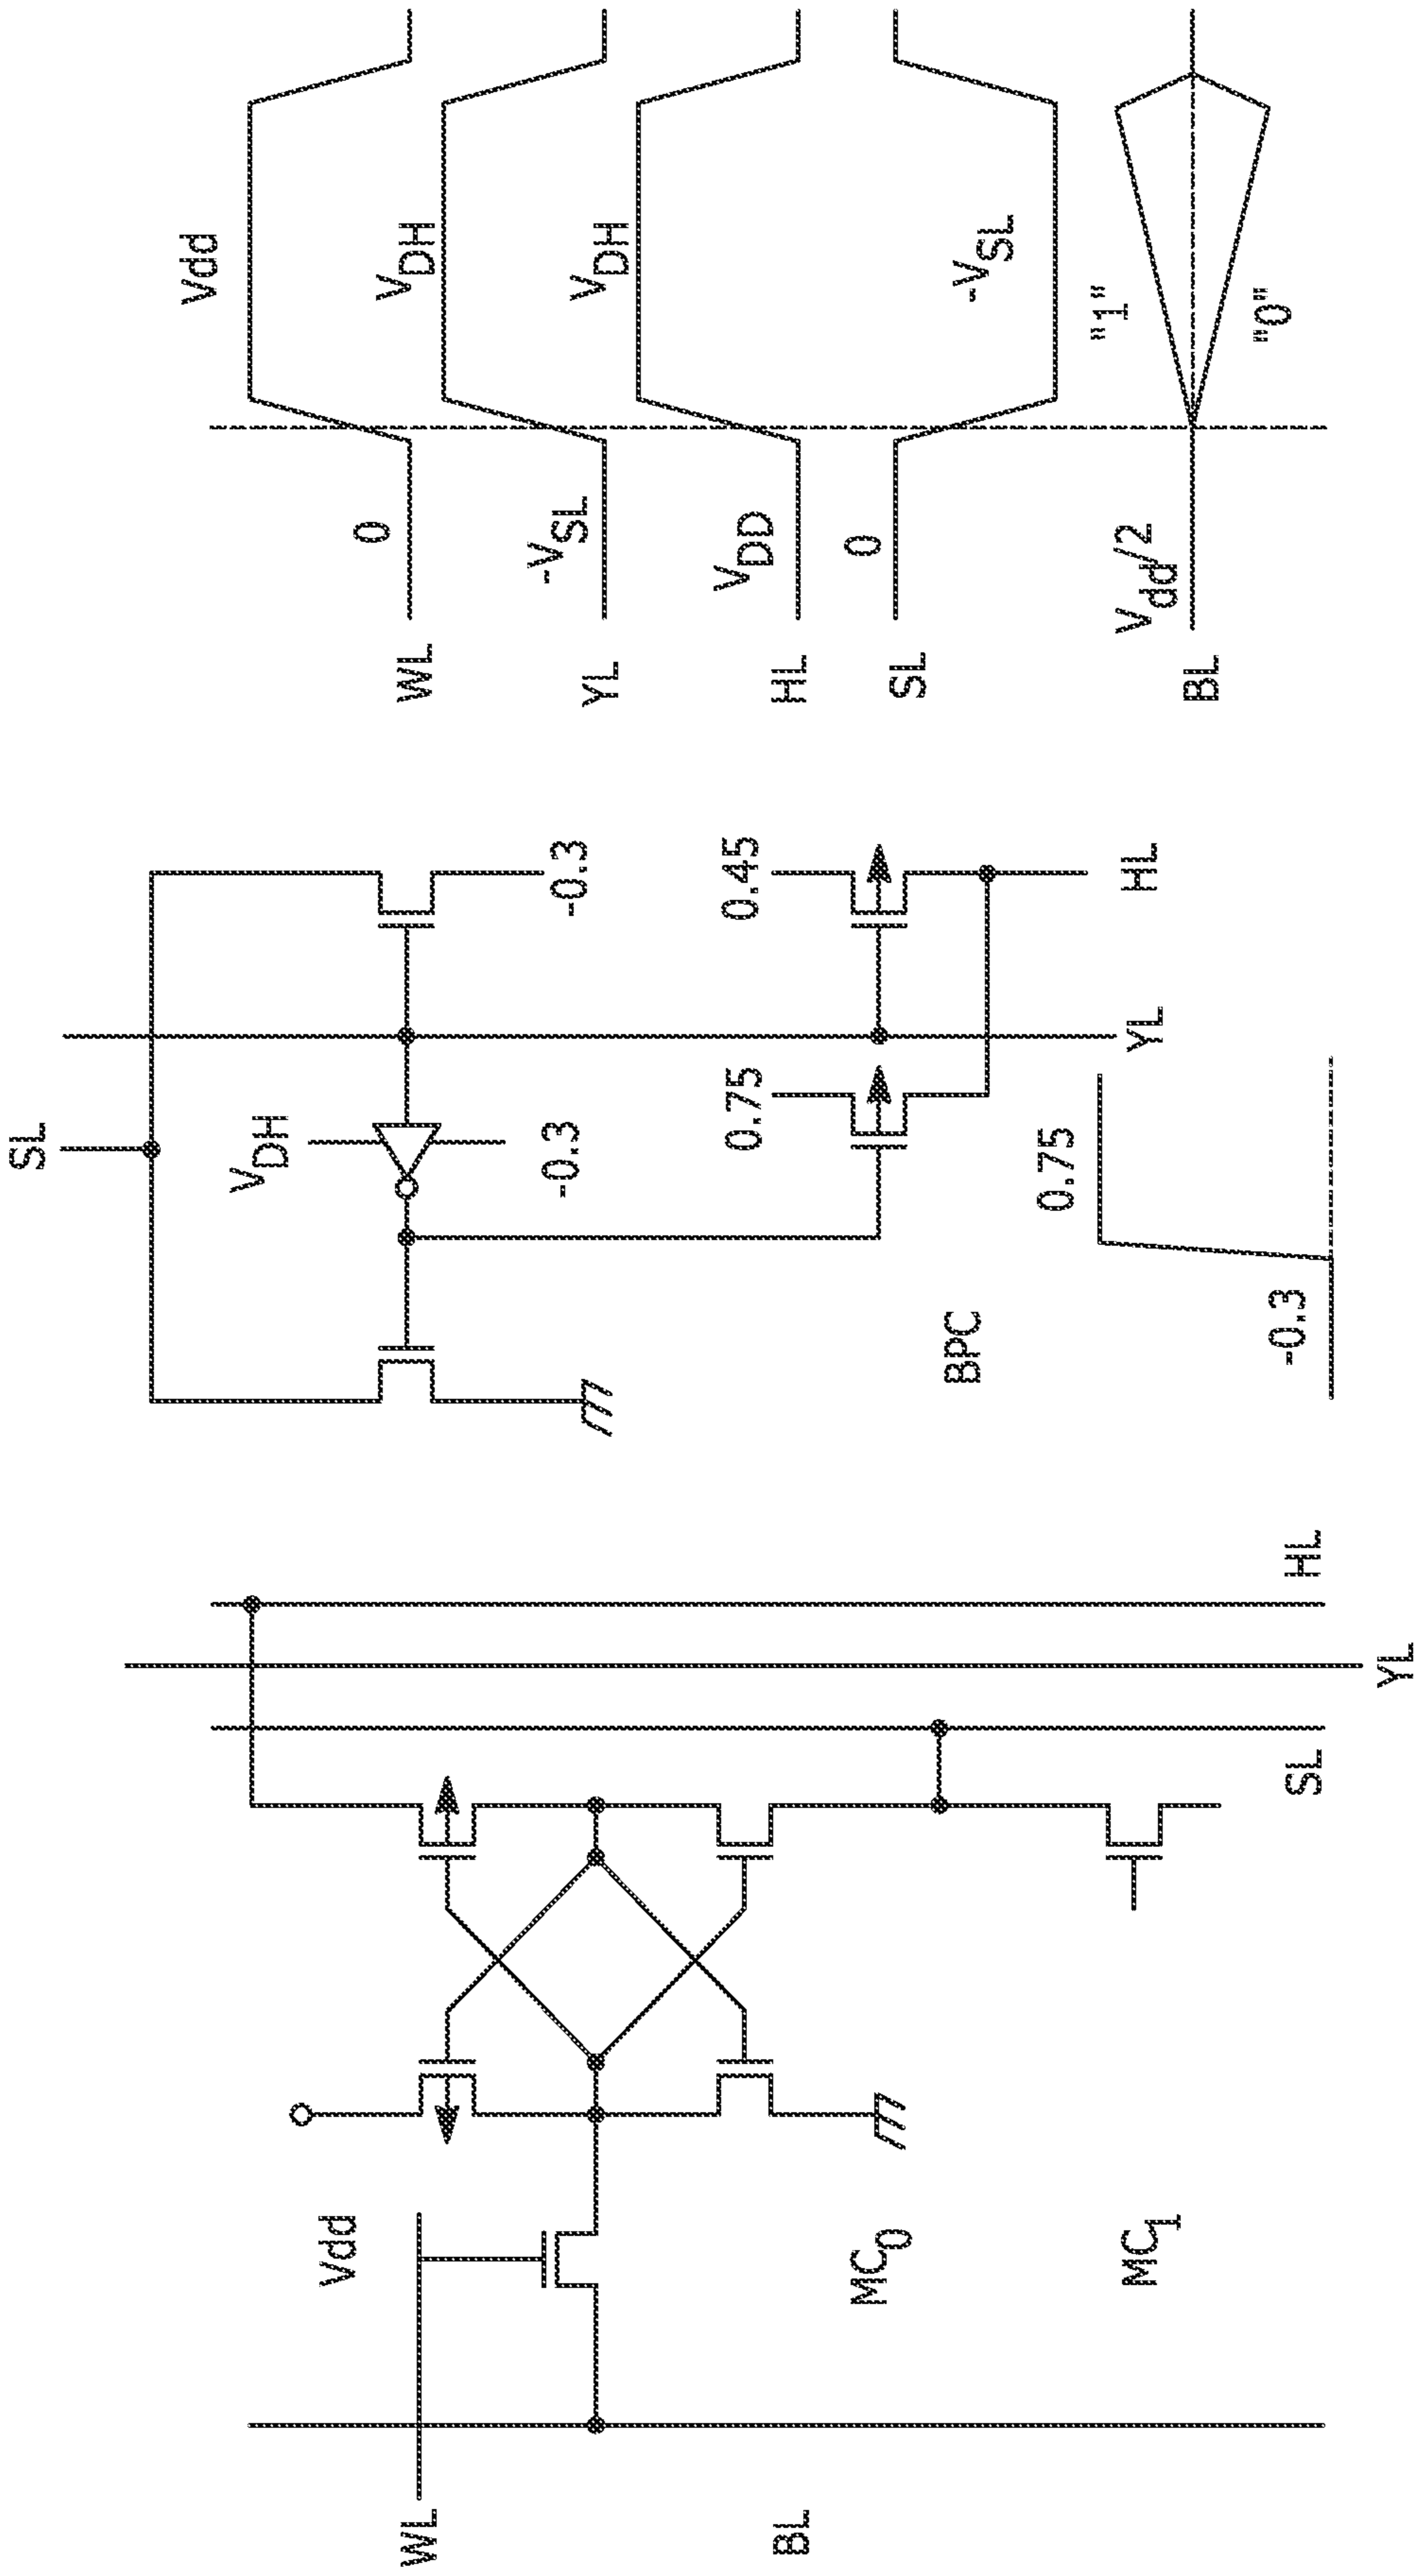 WL
Vdd
BL
MC0
MC1
SL
YL
HL
SL
VDH
-0.3
-0.3
0.75
0.45
BPC
YL
HL
-0.3
0.75
WL
0
Vdd
YL
-VSL
VDH
HL
VDD
VDH
SL
0
-VSL
BL
Vdd/2
"1"
"0"